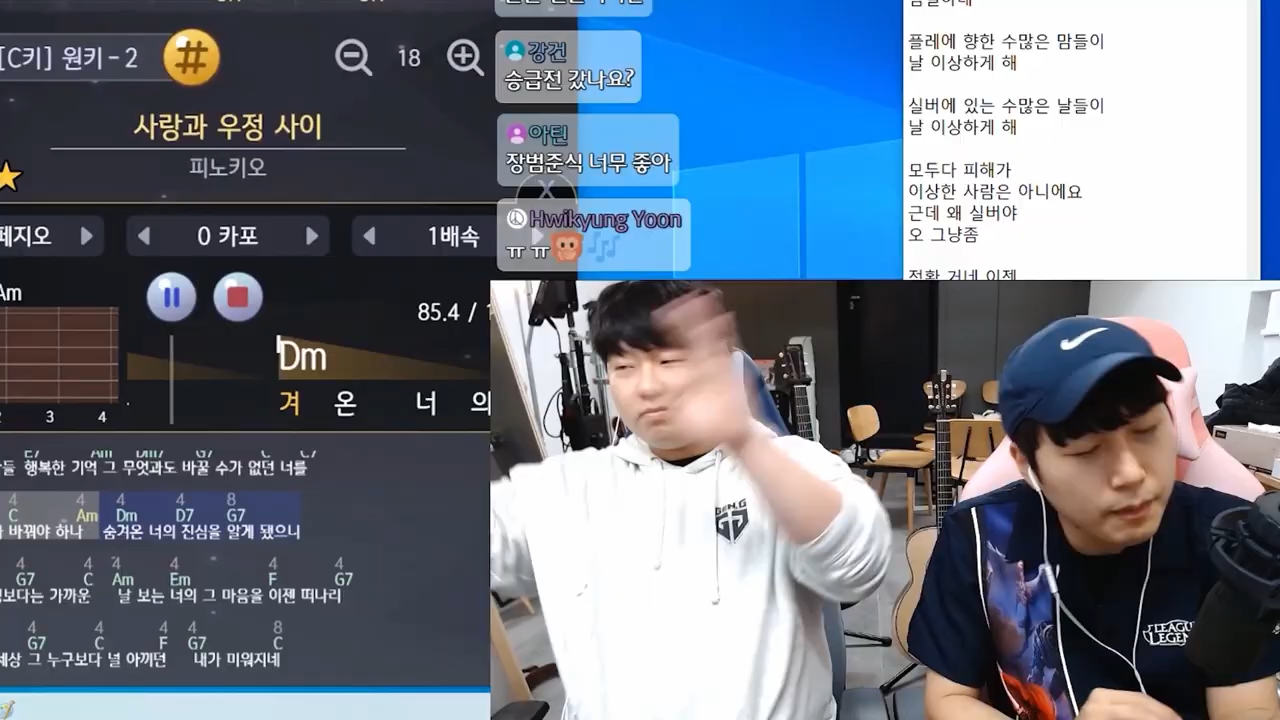 [C키] 원키-2
#
18
사랑과 우정 사이
피노키오
페지오
0 카포
1배속
Am
85.4 /
Dm
겨 온 너 의
3 4
둘 행복한 기억 그 무엇과도 바꿀 수가 없던 너를
4 4 4 4 8
C Am Dm D7 G7
바꿔야 하나 숨겨온 너의 진심을 알게 됐으니
4 4 4 4 4 4
G7 C Am Em F G7
보다는 가까운 날 보는 너의 그 마음을 이젠 떠나리
4 4 4 4 8
G7 C F G7 C
세상 그 누구보다 널 아끼던 내가 미워지네
강건
승급전 갔나요?
아틴
장범준식 너무 좋아
Hwikyung Yoon
ㅠㅠ
플레에 향한 수많은 맘들이
날 이상하게 해
실버에 있는 수많은 날들이
날 이상하게 해
모두다 피해가
이상한 사람은 아니에요
근데 왜 실버야
오 그냥좀
GEN.G
LEAGUE
LEGEN